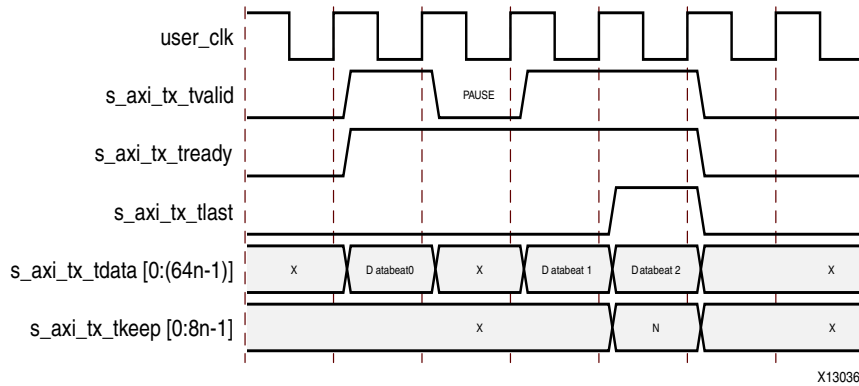 user_clk
s_axi_tx_tvalid
PAUSE
s_axi_tx_tready
s_axi_tx_tlast
s_axi_tx_tdata [0:(64n-1)] X D atabeat0 X D atabeat 1 D atabeat 2 X
s_axi_tx_tkeep [0:8n-1] X N X
X13036